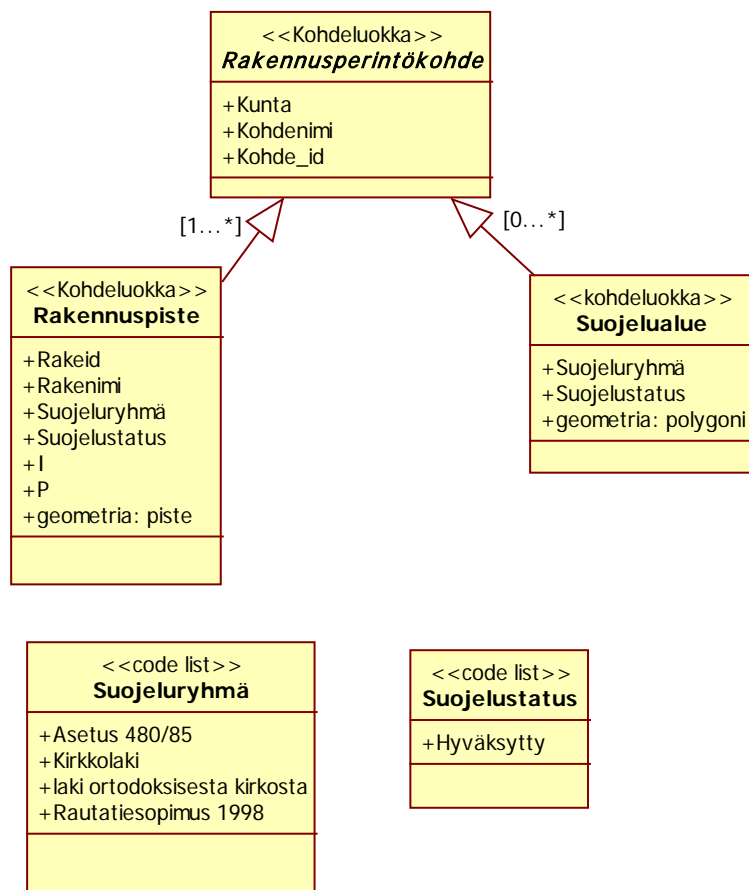 <<Kohdeluokka>>
Rakennusperintökohde
+Kunta
+Kohdenimi
+Kohde_id
[1...*]
[0...*]
<<Kohdeluokka>>
Rakennuspiste
+Rakeid
+Rakenimi
+Suojeluryhmä
+Suojelustatus
+I
+P
+geometria: piste
<<kohdeluokka>>
Suojelualue
+Suojeluryhmä
+Suojelustatus
+geometria: polygoni
<<code list>>
Suojeluryhmä
+Asetus 480/85
+Kirkkolaki
+laki ortodoksisesta kirkosta
+Rautatiesopimus 1998
<<code list>>
Suojelustatus
+Hyväksytty